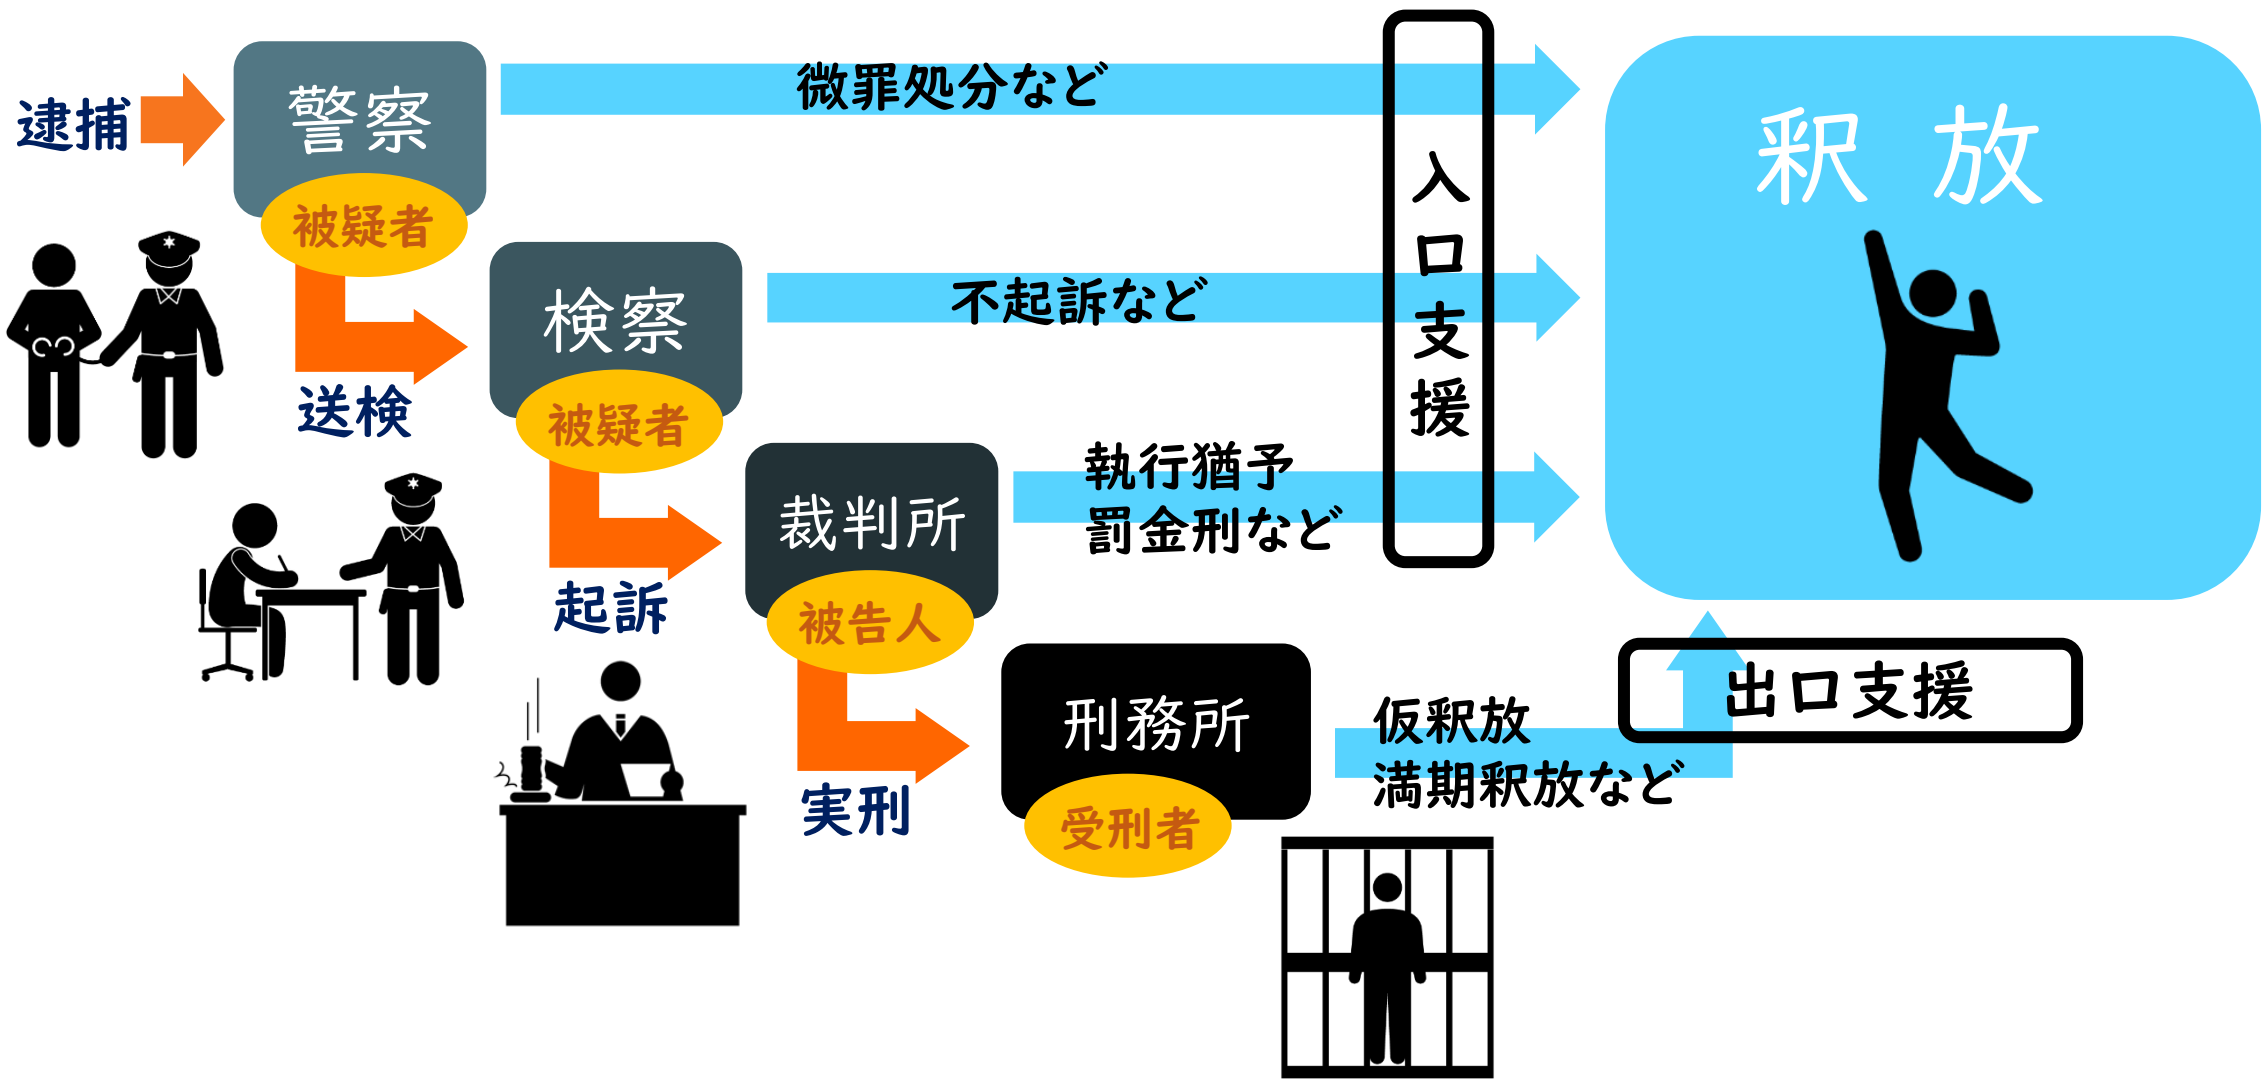 逮捕
警察
被疑者
微罪処分など
送検
検察
被疑者
不起訴など
起訴
裁判所
被告人
執行猶予
罰金刑など
実刑
刑務所
受刑者
仮釈放
満期釈放など
入口支援
出口支援
釈放